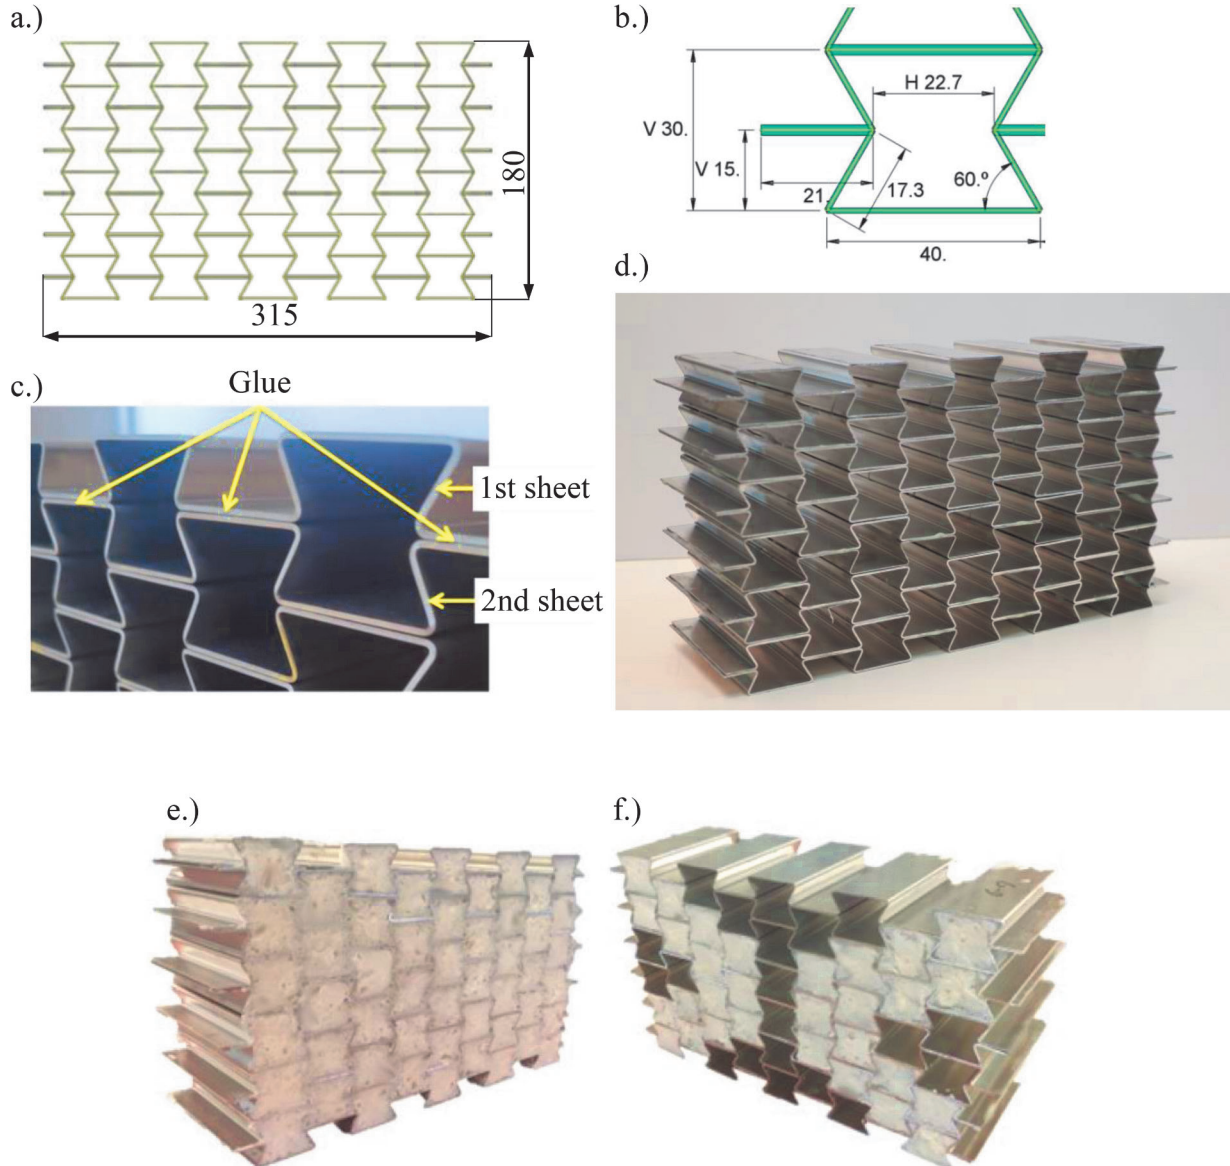 a.)
180
315
b.)
H 22.7
V 30.
V 15.
21.
17.3
60.º
40.
c.)
Glue
1st sheet
2nd sheet
d.)
e.)
f.)